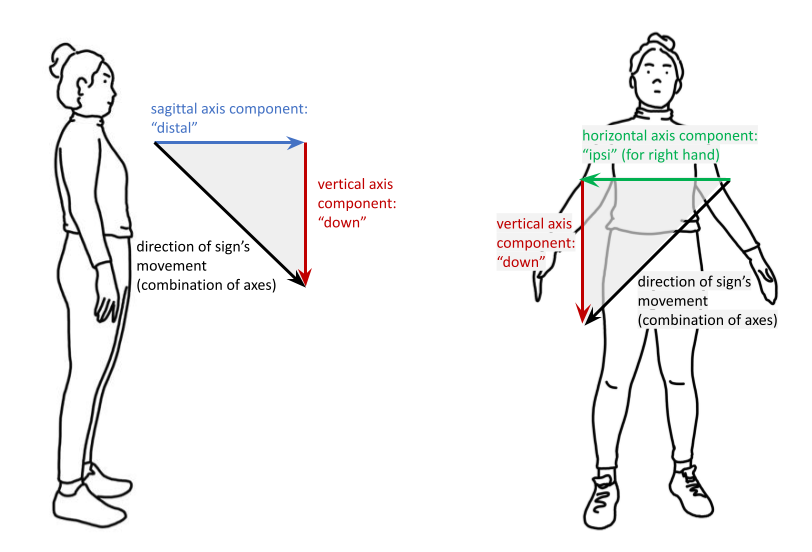 sagittal axis component:
“distal”
vertical axis
component:
“down”
direction of sign’s
movement
(combination of axes)
horizontal axis component:
“ipsi” (for right hand)
vertical axis
component:
“down”
direction of sign’s
movement
(combination of axes)